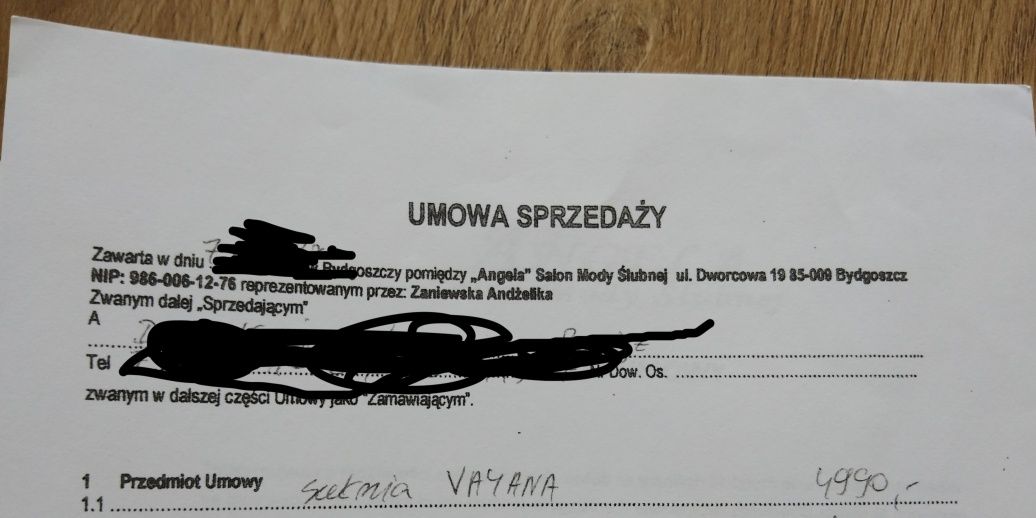 UMOWA SPRZEDAŻY
Zawarta w dniu Bydgoszczy pomiędzy „Angela" Salon Mody Ślubnej ul. Dworcowa 19 85-009 Bydgoszcz
NIP: 986-006-12-76 reprezentowanym przez: Zaniewska Andżelika
Zwanym dalej „Sprzedającym"
A
Tel Dow. Os.
zwanym w dalszej części Umowy jako "Zamawiającym".
1 Przedmiot Umowy suknia VAYANA 4990,-
1.1